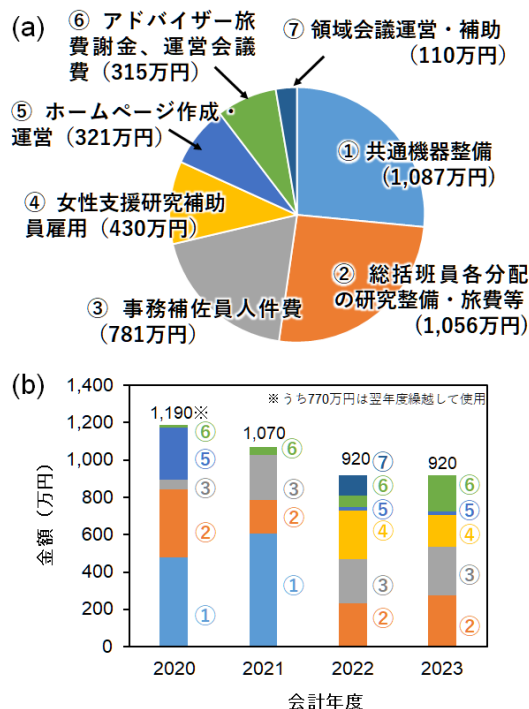 (a)
⑥ アドバイザー旅
費謝金、運営会議
費（315万円）
⑦ 領域会議運営・補助
（110万円）
⑤ ホームページ作成・
運営（321万円）
① 共通機器整備
（1,087万円）
④ 女性支援研究補助
員雇用（430万円）
② 総括班員各分配
の研究整備・旅費等
（1,056万円）
③ 事務補佐員人件費
（781万円）
(b)
金額（万円）
1,400
1,200
1,000
800
600
400
200
0
※うち770万円は翌年度繰越して使用
1,190※
⑥
⑤
③
②
①
1,070
⑥
③
②
①
920
⑦
⑥
⑤
④
③
②
920
⑥
⑤
④
③
②
2020
2021
2022
2023
会計年度